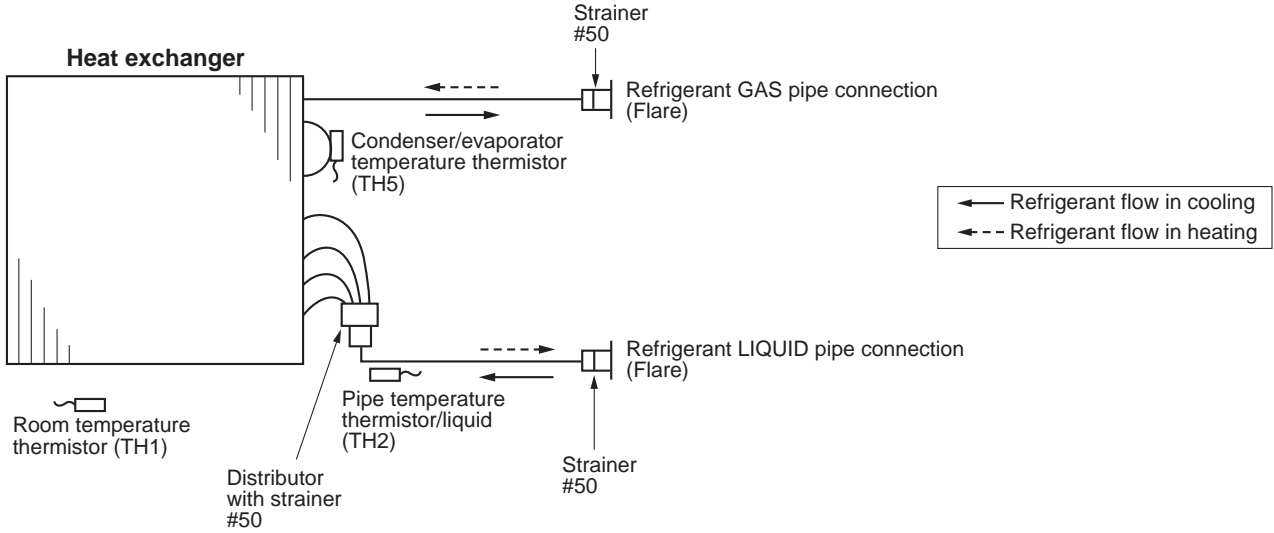 Strainer
#50
Heat exchanger
Refrigerant GAS pipe connection
(Flare)
Condenser/evaporator
temperature thermistor
(TH5)
Refrigerant flow in cooling
Refrigerant flow in heating
Refrigerant LIQUID pipe connection
(Flare)
Pipe temperature
thermistor/liquid
(TH2)
Room temperature
thermistor (TH1)
Strainer
#50
Distributor
with strainer
#50